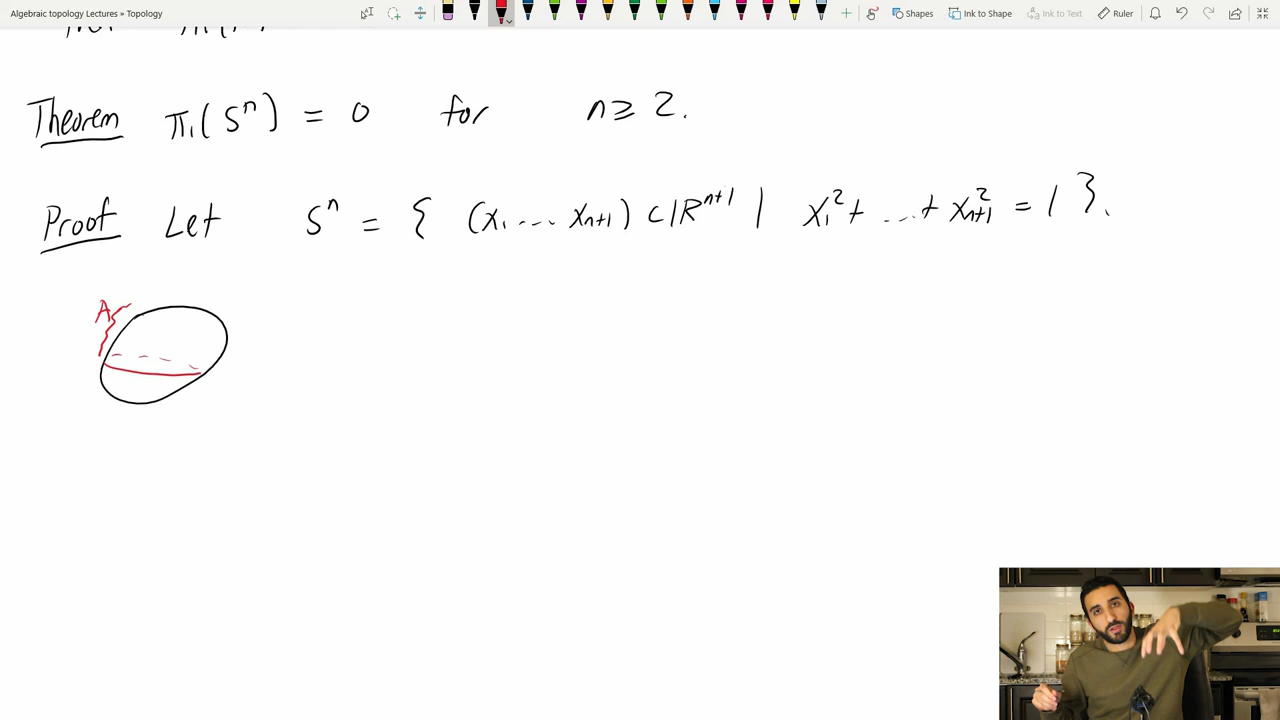 Algebraic topology Lectures » Topology
Shapes Ink to Shape Ink to Text Ruler
Theorem π₁(Sⁿ) = 0 for n ≥ 2.
Proof Let Sⁿ = { (x₁ ... xₙ₊₁) ⊂ ℝⁿ⁺¹ | x₁² + ... + xₙ₊₁² = 1 }.
A